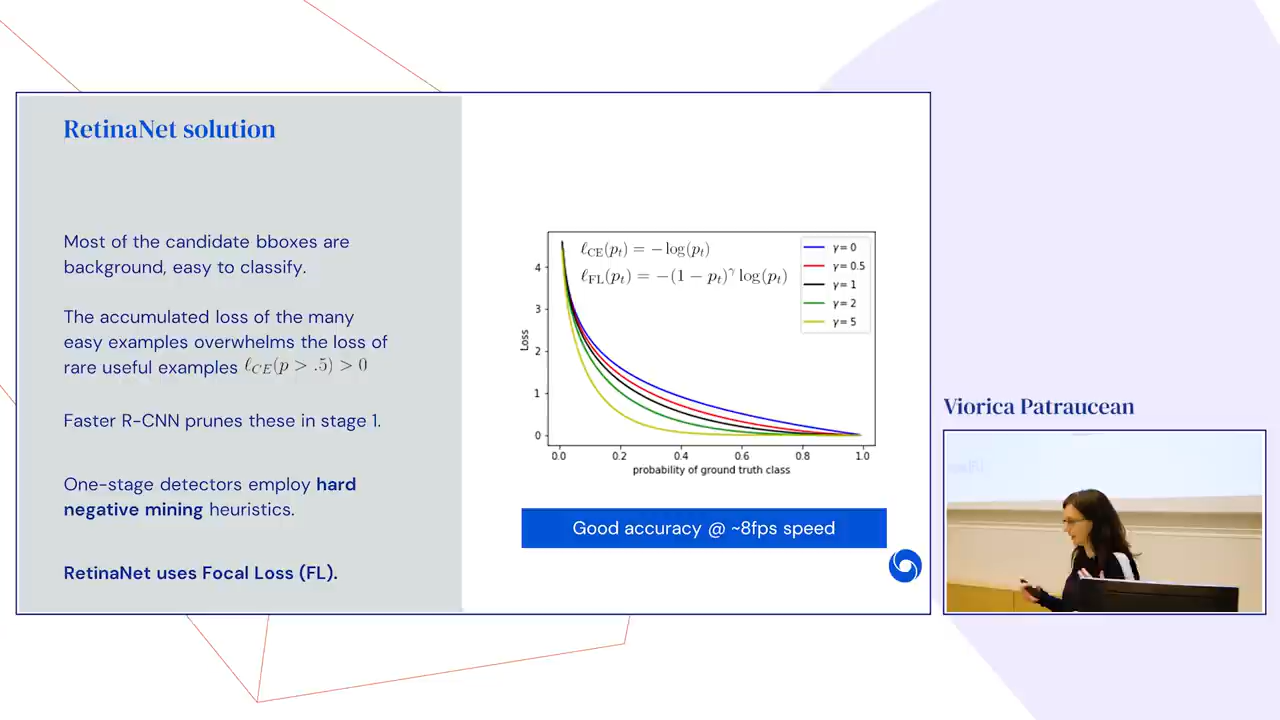 RetinaNet solution
Most of the candidate bboxes are
background, easy to classify.
The accumulated loss of the many
easy examples overwhelms the loss of
rare useful examples ℓ_CE(p > .5) > 0
Faster R-CNN prunes these in stage 1.
One-stage detectors employ hard
negative mining heuristics.
RetinaNet uses Focal Loss (FL).
ℓ_CE(p_t) = −log(p_t)
ℓ_FL(p_t) = −(1 − p_t)^γ log(p_t)
γ = 0
γ = 0.5
γ = 1
γ = 2
γ = 5
Loss
4
3
2
1
0
0.0 0.2 0.4 0.6 0.8 1.0
probability of ground truth class
Good accuracy @ ~8fps speed
Viorica Patraucean